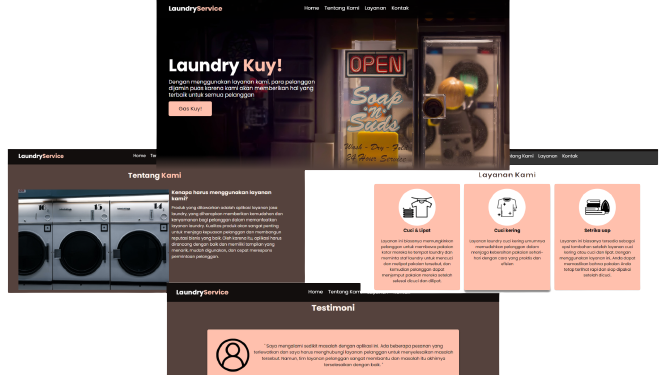 LaundryService
Home Tentang Kami Layanan Kontak
Laundry Kuy!
Dengan menggunakan layanan kami, para pelanggan
dijamin puas karena kami akan memberikan hal yang
terbaik untuk semua pelanggan
Gas Kuy!
OPEN
Soap
'N'
Suds
Wash - Dry - Fold
24 Hour Service
LaundryService
Home
Tentang Kami
Kenapa harus menggunakan layanan
kami?
Produk yang ditawarkan adalah aplikasi layanan jasa
laundry, yang diharapkan memberikan kemudahan dan
kenyamanan bagi pelanggan dalam memanfaatkan
layanan laundry. Kualitas produk akan sangat penting
untuk menjaga kepuasan pelanggan dan membangun
reputasi bisnis yang baik. Oleh karena itu, aplikasi harus
dirancang dengan baik dan memiliki tampilan yang
menarik, mudah digunakan, dan dapat merespons
permintaan pelanggan.
Kami Layanan Kontak
Layanan Kami
Cuci & Lipat
Layanan ini biasanya memungkinkan
pelanggan untuk membawa pakaian
kotor mereka ke tempat laundry dan
meminta staf laundry untuk mencuci
dan melipat pakaian tersebut, dan
kemudian pelanggan dapat
menjemput pakaian mereka setelah
selesai dicuci dan dilipat.
Cuci kering
Layanan laundry cuci kering umumnya
memudahkan pelanggan dalam
menjaga kebersihan pakaian sehari-
hari dengan cara yang praktis dan
efisien
Setrika uap
Layanan ini biasanya tersedia sebagai
opsi tambahan setelah layanan cuci
kering atau cuci dan lipat. Dengan
menggunakan layanan ini, Anda dapat
memastikan bahwa pakaian Anda
tetap terlihat rapi dan siap dipakai
setelah dicuci.
LaundryService
Home Tentang Kami
Testimoni
" Saya mengalami sedikit masalah dengan aplikasi ini. Ada beberapa pesanan yang
terlewatkan dan saya harus menghubungi layanan pelanggan untuk menyelesaikan masalah
tersebut. Namun, tim layanan pelanggan sangat membantu dan masalah itu akhirnya
terselesaikan dengan baik. "